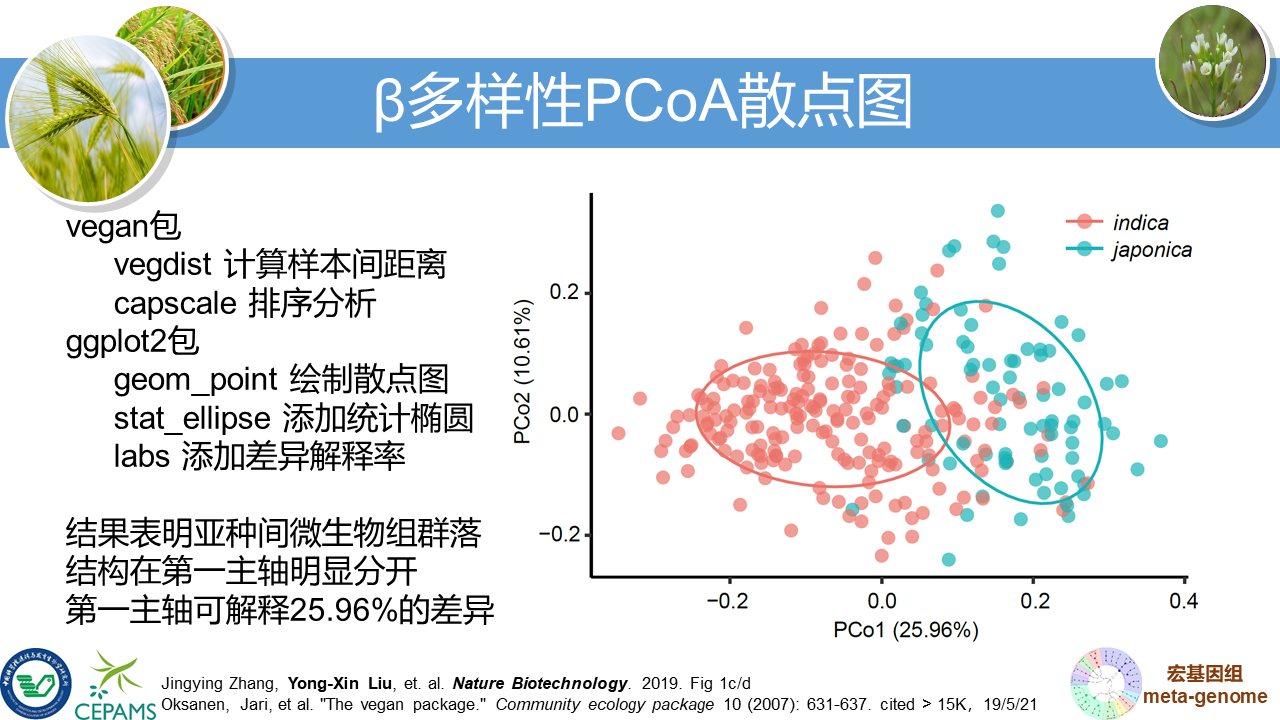 β多样性PCoA散点图
vegan包
vegdist 计算样本间距离
capscale 排序分析
ggplot2包
geom_point 绘制散点图
stat_ellipse 添加统计椭圆
labs 添加差异解释率
结果表明亚种间微生物组群落
结构在第一主轴明显分开
第一主轴可解释25.96%的差异
indica
japonica
PCo2 (10.61%)
0.2
0.0
−0.2
−0.2
0.0
0.2
0.4
PCo1 (25.96%)
CEPAMS
Jingying Zhang, Yong-Xin Liu, et. al. Nature Biotechnology. 2019. Fig 1c/d
Oksanen, Jari, et al. "The vegan package." Community ecology package 10 (2007): 631-637. cited > 15K, 19/5/21
宏基因组
meta-genome